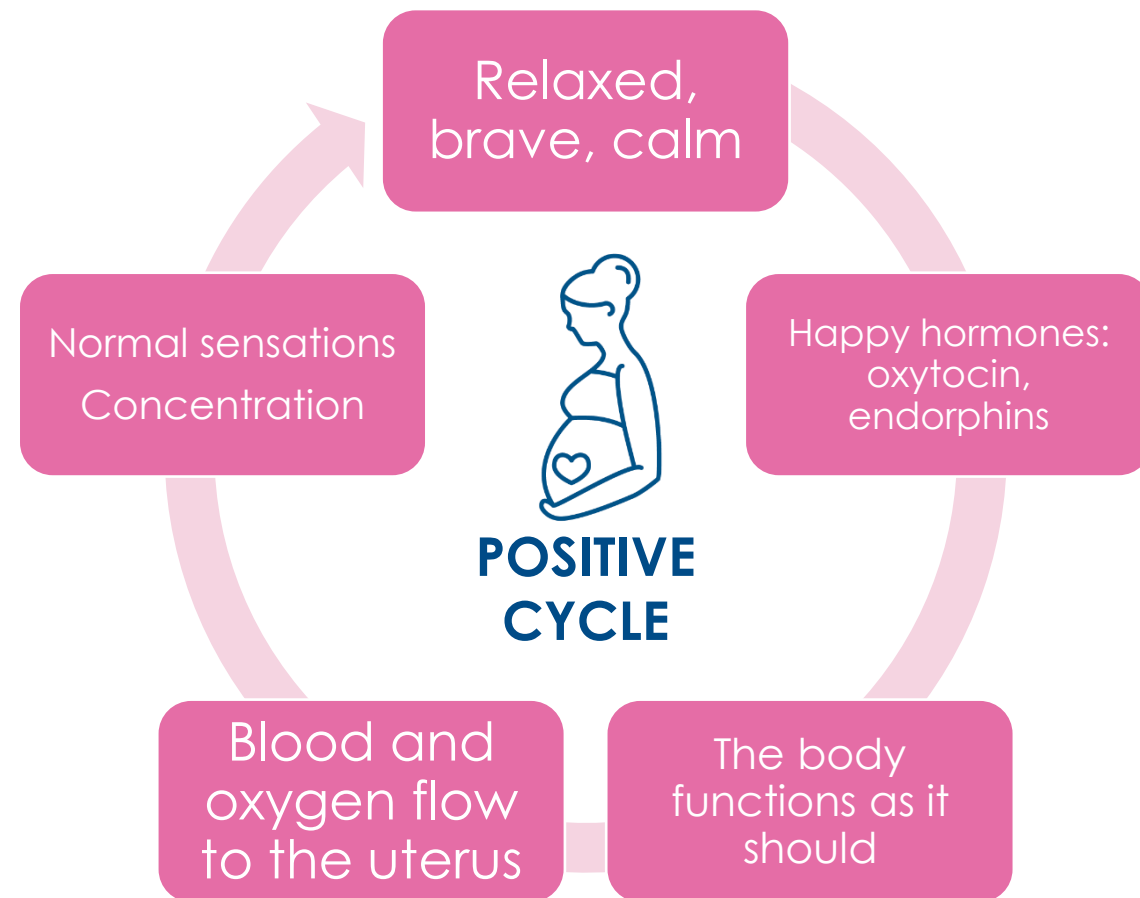 Relaxed,
brave, calm
Happy hormones:
oxytocin,
endorphins
The body
functions as it
should
Blood and
oxygen flow
to the uterus
Normal sensations
Concentration
POSITIVE
CYCLE